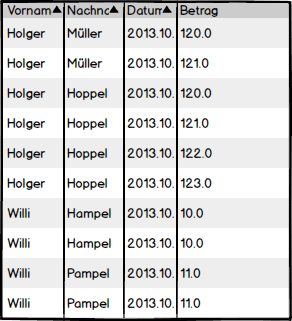 Vornam▲ Nachnc▲ Datum▲ Betrag
Holger Müller 2013.10. 120.0
Holger Müller 2013.10. 121.0
Holger Hoppel 2013.10. 120.0
Holger Hoppel 2013.10. 121.0
Holger Hoppel 2013.10. 122.0
Holger Hoppel 2013.10. 123.0
Willi Hampel 2013.10. 10.0
Willi Hampel 2013.10. 10.0
Willi Pampel 2013.10. 11.0
Willi Pampel 2013.10. 11.0